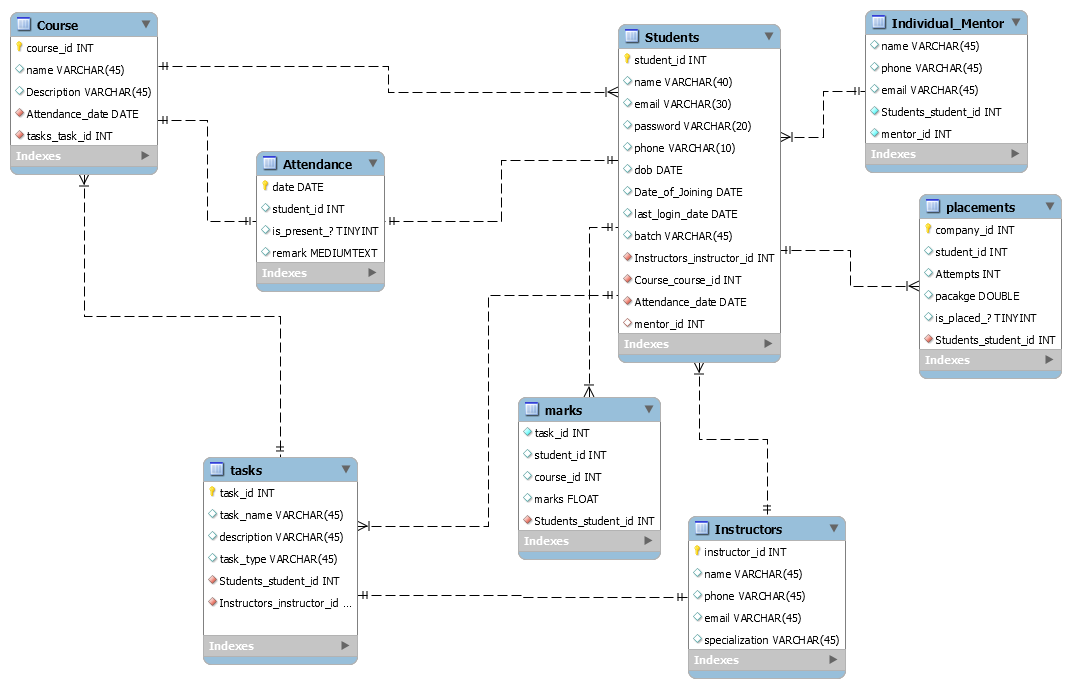 Course
course_id INT
name VARCHAR(45)
Description VARCHAR(45)
Attendance_date DATE
tasks_task_id INT
Indexes
Attendance
date DATE
student_id INT
is_present_? TINYINT
remark MEDIUMTEXT
Indexes
Students
student_id INT
name VARCHAR(40)
email VARCHAR(30)
password VARCHAR(20)
phone VARCHAR(10)
dob DATE
Date_of_Joining DATE
last_login_date DATE
batch VARCHAR(45)
Instructors_instructor_id INT
Course_course_id INT
Attendance_date DATE
mentor_id INT
Indexes
Individual_Mentor
name VARCHAR(45)
phone VARCHAR(45)
email VARCHAR(45)
Students_student_id INT
mentor_id INT
Indexes
placements
company_id INT
student_id INT
Attempts INT
pacakge DOUBLE
is_placed_? TINYINT
Students_student_id INT
Indexes
marks
task_id INT
student_id INT
course_id INT
marks FLOAT
Students_student_id INT
Indexes
tasks
task_id INT
task_name VARCHAR(45)
description VARCHAR(45)
task_type VARCHAR(45)
Students_student_id INT
Instructors_instructor_id ...
Indexes
Instructors
instructor_id INT
name VARCHAR(45)
phone VARCHAR(45)
email VARCHAR(45)
specialization VARCHAR(45)
Indexes